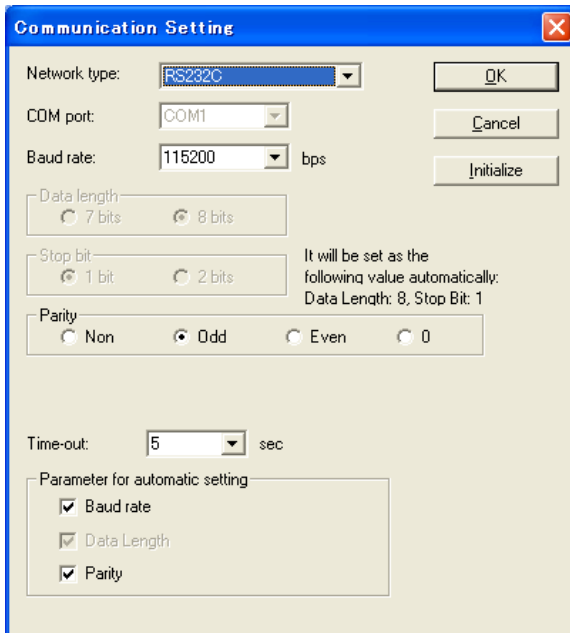 Communication Setting
Network type: RS232C OK
COM port: COM1 Cancel
Baud rate: 115200 bps Initialize
Data length
7 bits 8 bits
Stop bit
1 bit 2 bits
It will be set as the
following value automatically:
Data Length: 8, Stop Bit: 1
Parity
Non Odd Even 0
Time-out: 5 sec
Parameter for automatic setting
Baud rate
Data Length
Parity